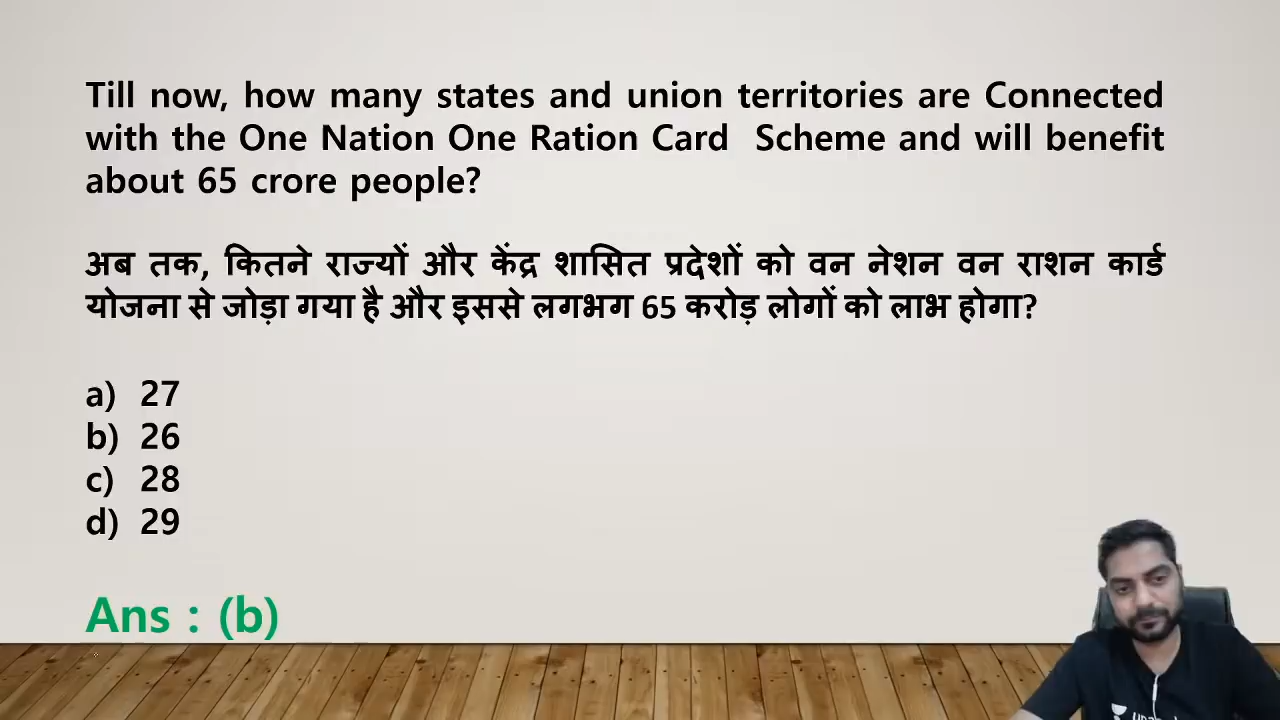 Till now, how many states and union territories are Connected
with the One Nation One Ration Card Scheme and will benefit
about 65 crore people?
अब तक, कितने राज्यों और केंद्र शासित प्रदेशों को वन नेशन वन राशन कार्ड
योजना से जोड़ा गया है और इससे लगभग 65 करोड़ लोगों को लाभ होगा?
a) 27
b) 26
c) 28
d) 29
Ans : (b)